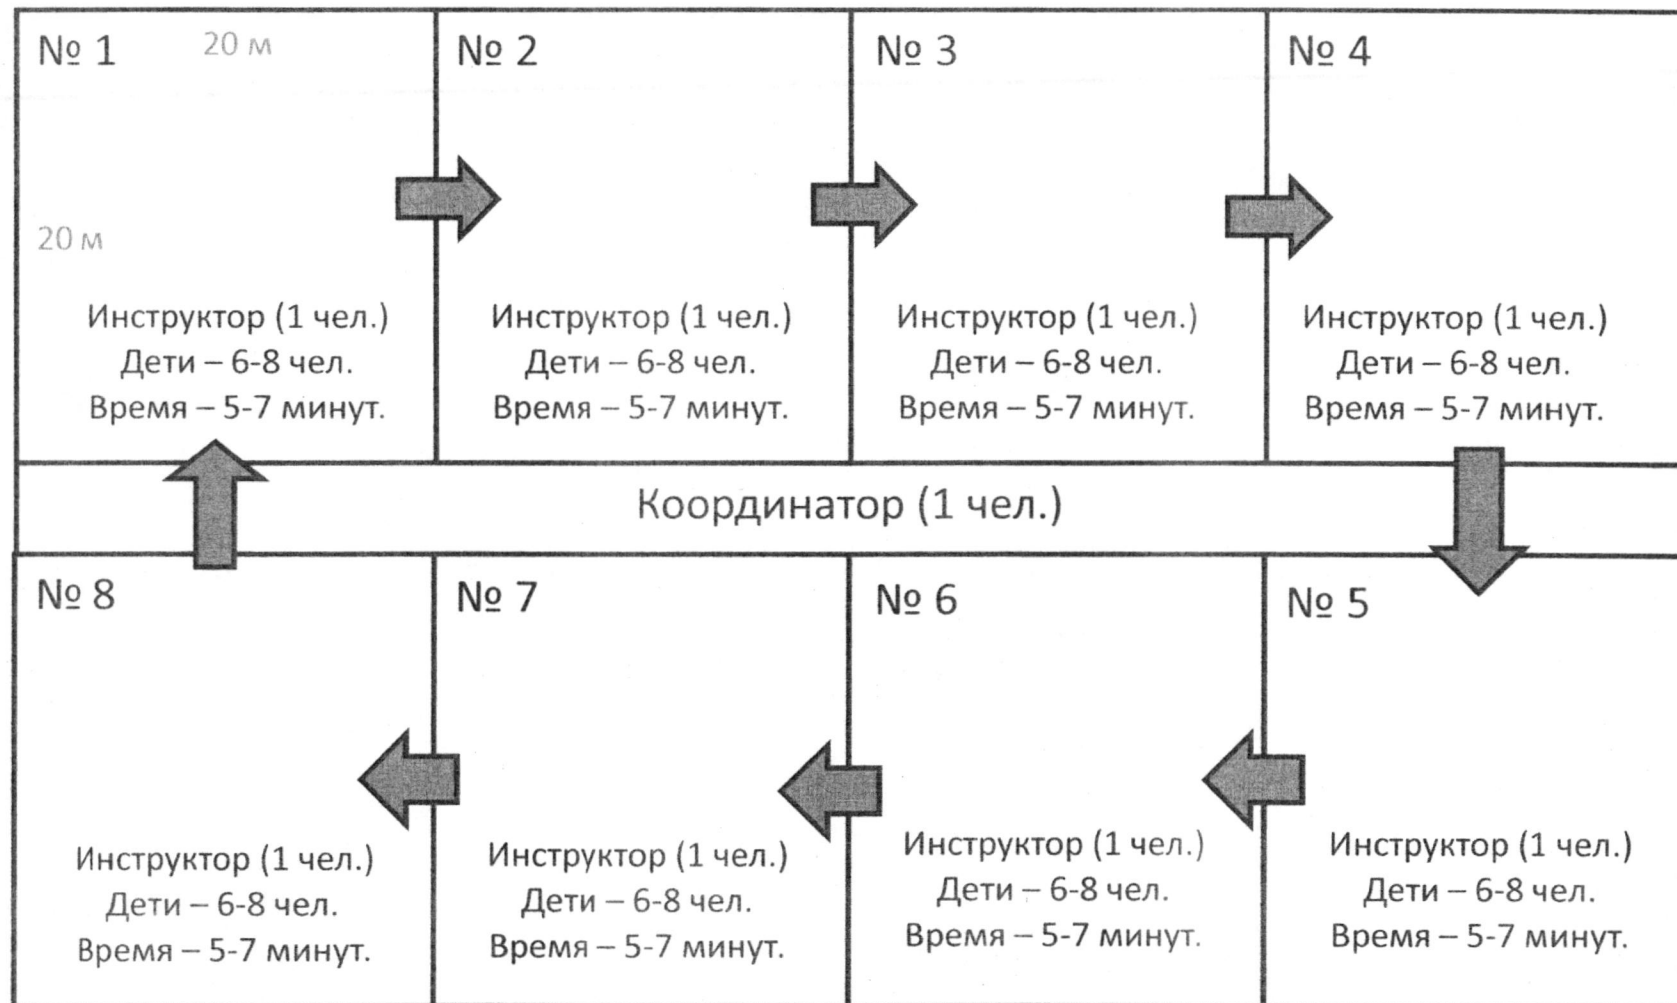 № 1
20 м
20 м
Инструктор (1 чел.)
Дети – 6-8 чел.
Время – 5-7 минут.
№ 2
Инструктор (1 чел.)
Дети – 6-8 чел.
Время – 5-7 минут.
№ 3
Инструктор (1 чел.)
Дети – 6-8 чел.
Время – 5-7 минут.
№ 4
Инструктор (1 чел.)
Дети – 6-8 чел.
Время – 5-7 минут.
Координатор (1 чел.)
№ 8
Инструктор (1 чел.)
Дети – 6-8 чел.
Время – 5-7 минут.
№ 7
Инструктор (1 чел.)
Дети – 6-8 чел.
Время – 5-7 минут.
№ 6
Инструктор (1 чел.)
Дети – 6-8 чел.
Время – 5-7 минут.
№ 5
Инструктор (1 чел.)
Дети – 6-8 чел.
Время – 5-7 минут.